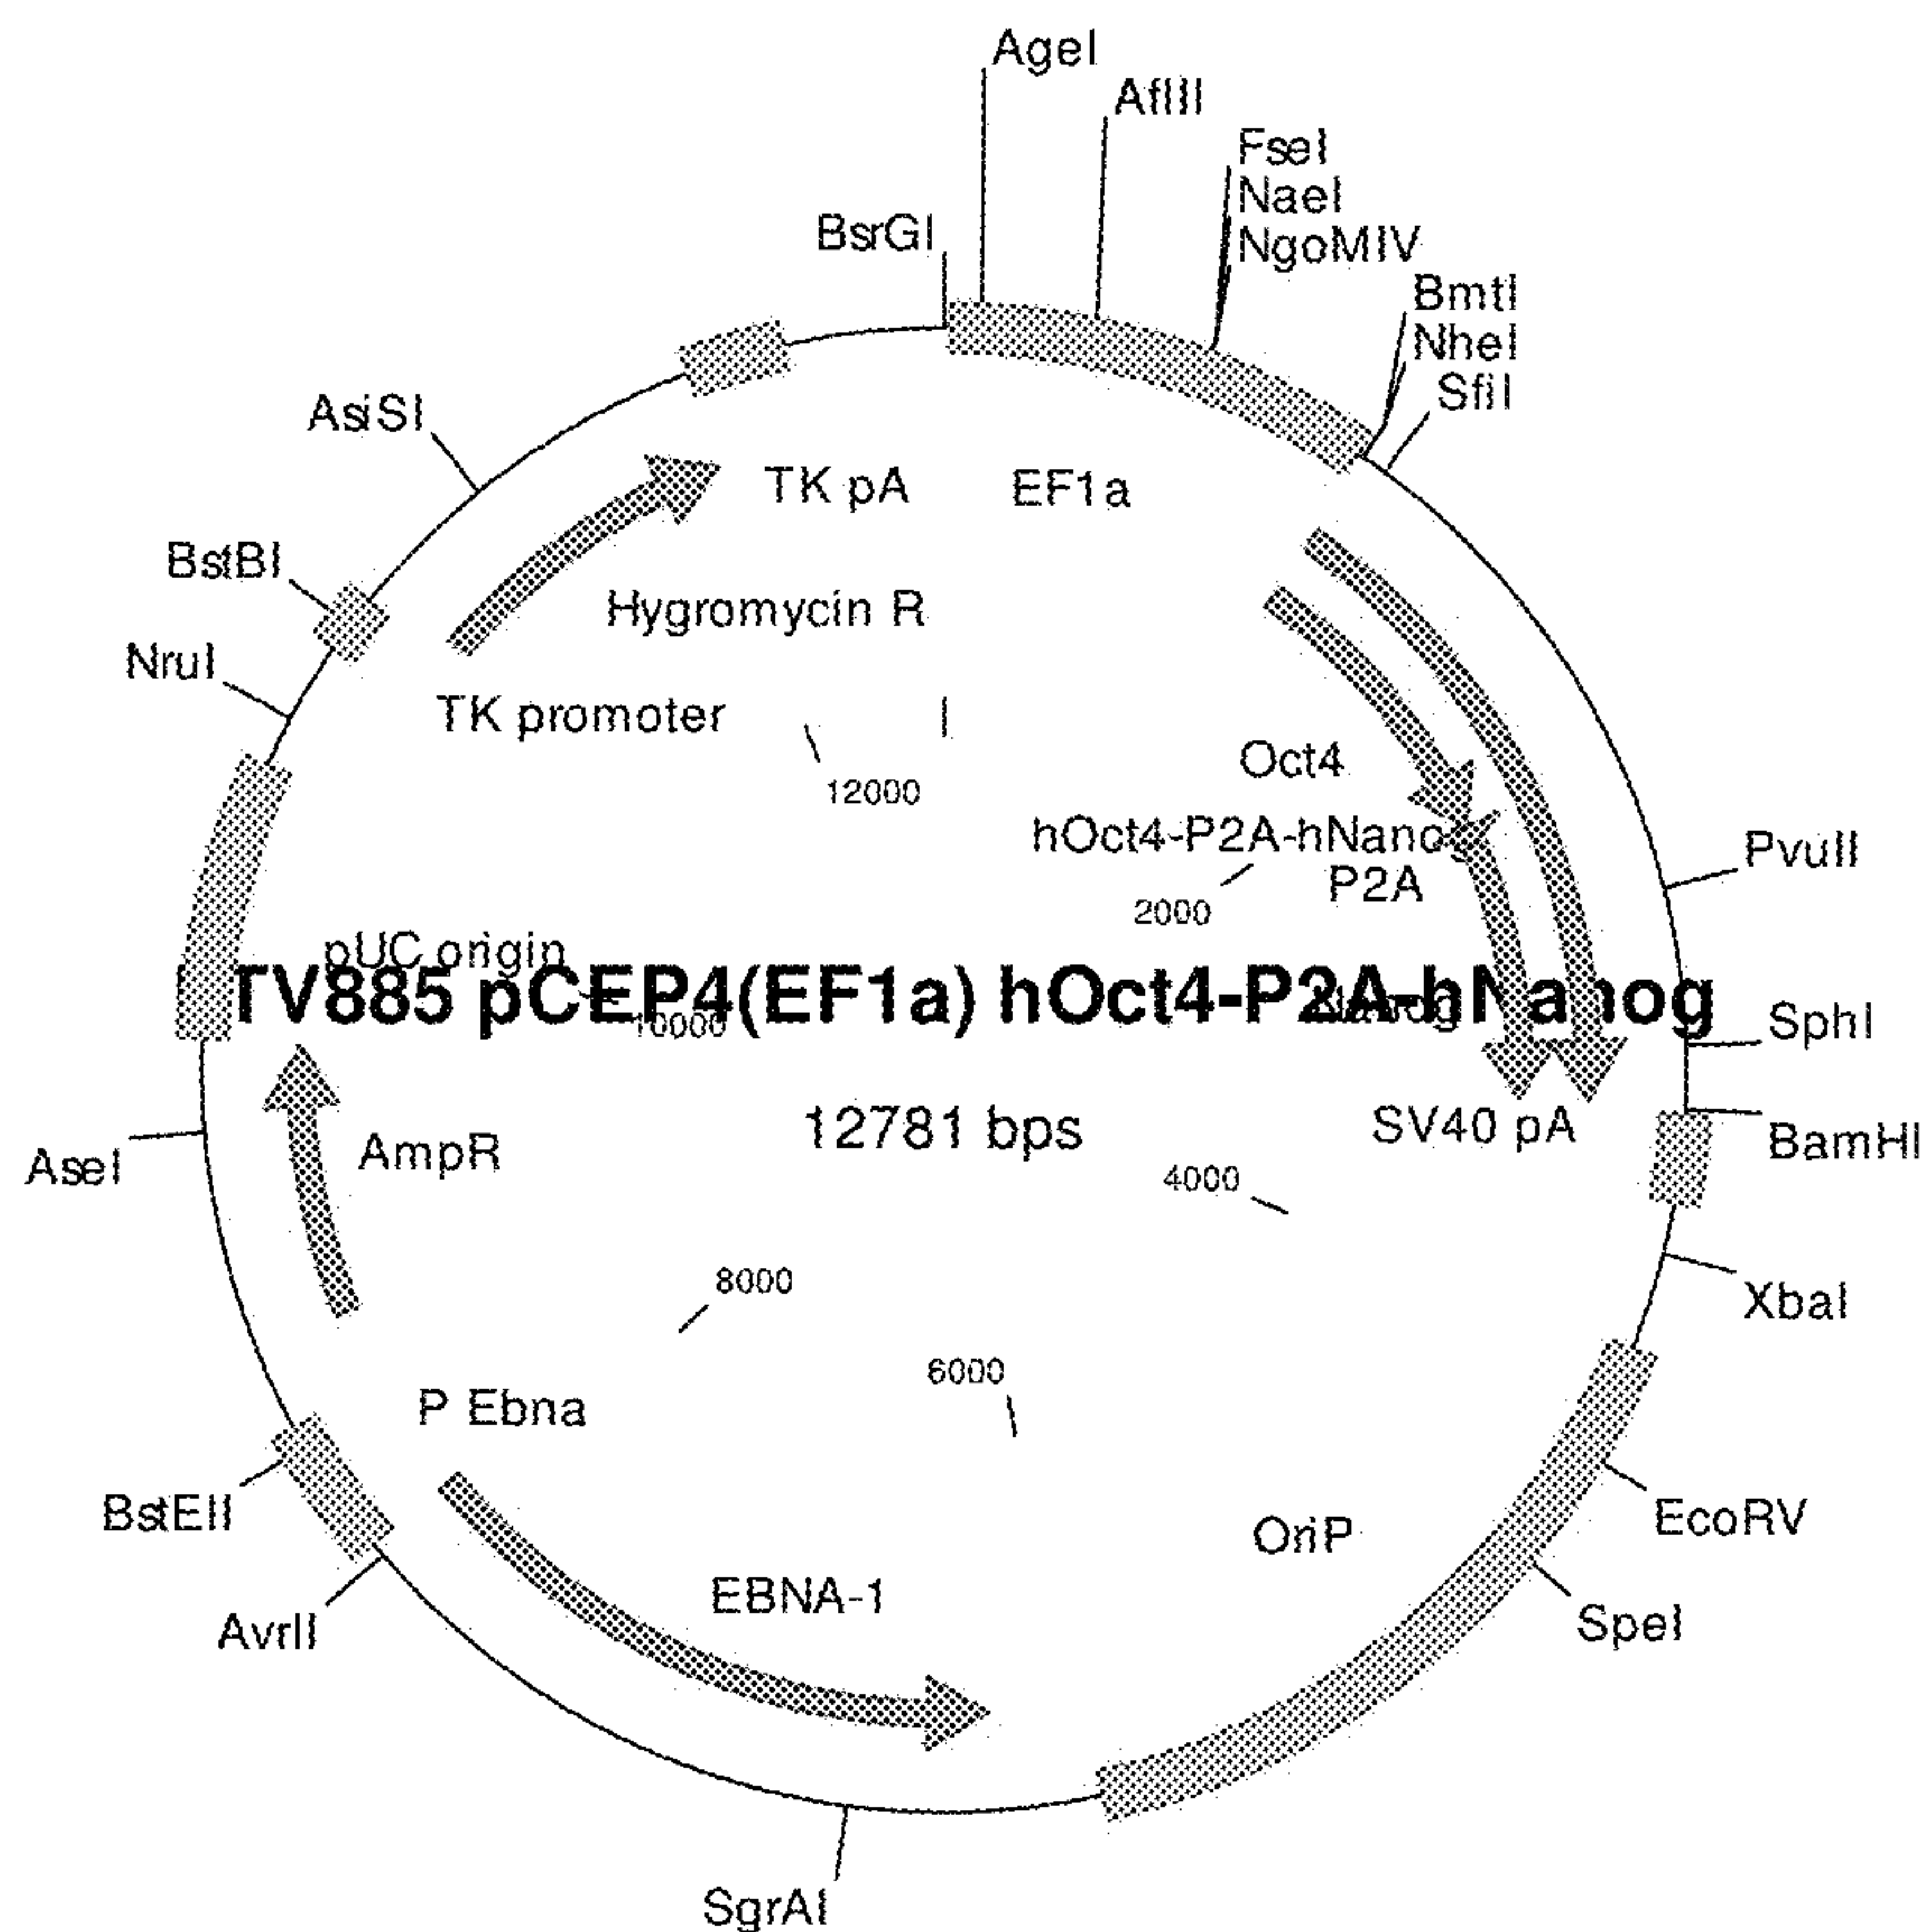 AgeI
AflII
FseI
NaeI
NgoMIV
BsrGI
BmtI
NheI
SfiI
AsiSI
TK pA
EF1a
BstBI
Hygromycin R
NruI
TK promoter
Oct4
12000
hOct4-P2A-hNanog
PvuII
P2A
2000
pUC origin
TV885 pCEP4(EF1a) hOct4-P2A-hNanog
Nanog
10000
SphI
12781 bps
SV40 pA
BamHI
AmpR
AseI
4000
8000
XbaI
6000
P Ebna
BstEII
EcoRV
OriP
EBNA-1
AvrII
SpeI
SgrAI